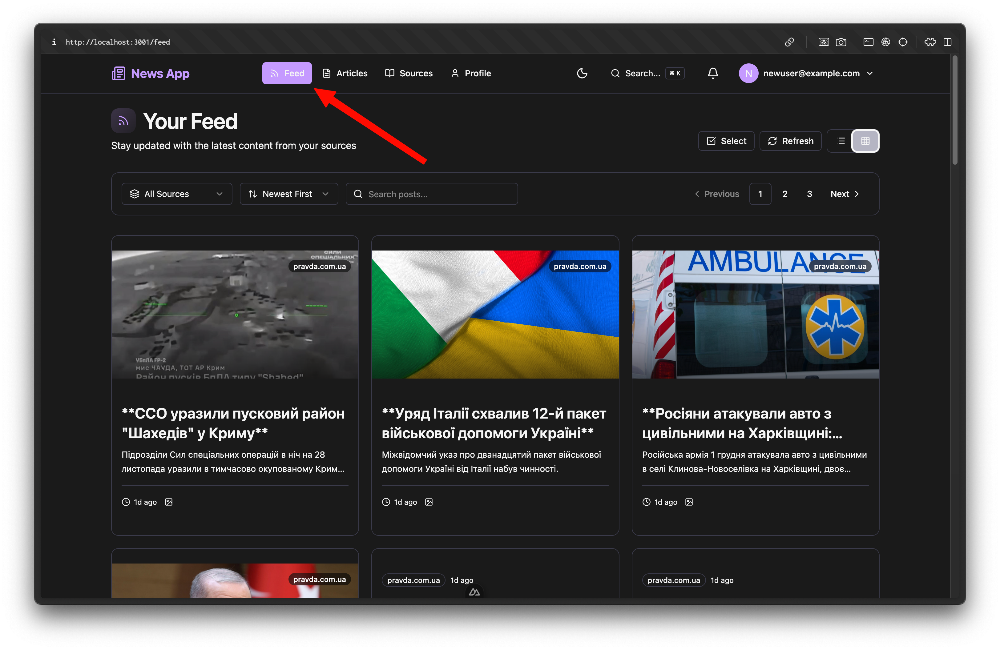 http://localhost:3001/feed
News App
Feed
Articles
Sources
Profile
Search...
⌘ K
N
newuser@example.com
Your Feed
Stay updated with the latest content from your sources
Select
Refresh
All Sources
Newest First
Search posts...
Previous
1
2
3
Next
СИЛИ
СПЕЦІАЛЬНИХ
pravda.com.ua
УБпЛА FP-2
мис ЧАУДА, ТОТ АР Крим
Район пусків БпЛА типу "Shahed"
**ССО уразили пусковий район
"Шахедів" у Криму**
Підрозділи Сил спеціальних операцій в ніч на 28
листопада уразили в тимчасово окупованому Крим...
1d ago
pravda.com.ua
**Уряд Італії схвалив 12-й пакет
військової допомоги Україні**
Міжвідомчий указ про дванадцятий пакет військової
допомоги Україні від Італії набув чинності.
1d ago
AMBULANCE
pravda.com.ua
**Росіяни атакували авто з
цивільними на Харківщині:...
Російська армія 1 грудня атакувала авто з цивільними
в селі Клинова-Новоселівка на Харківщині, двоє...
1d ago
pravda.com.ua
pravda.com.ua
1d ago
pravda.com.ua
1d ago